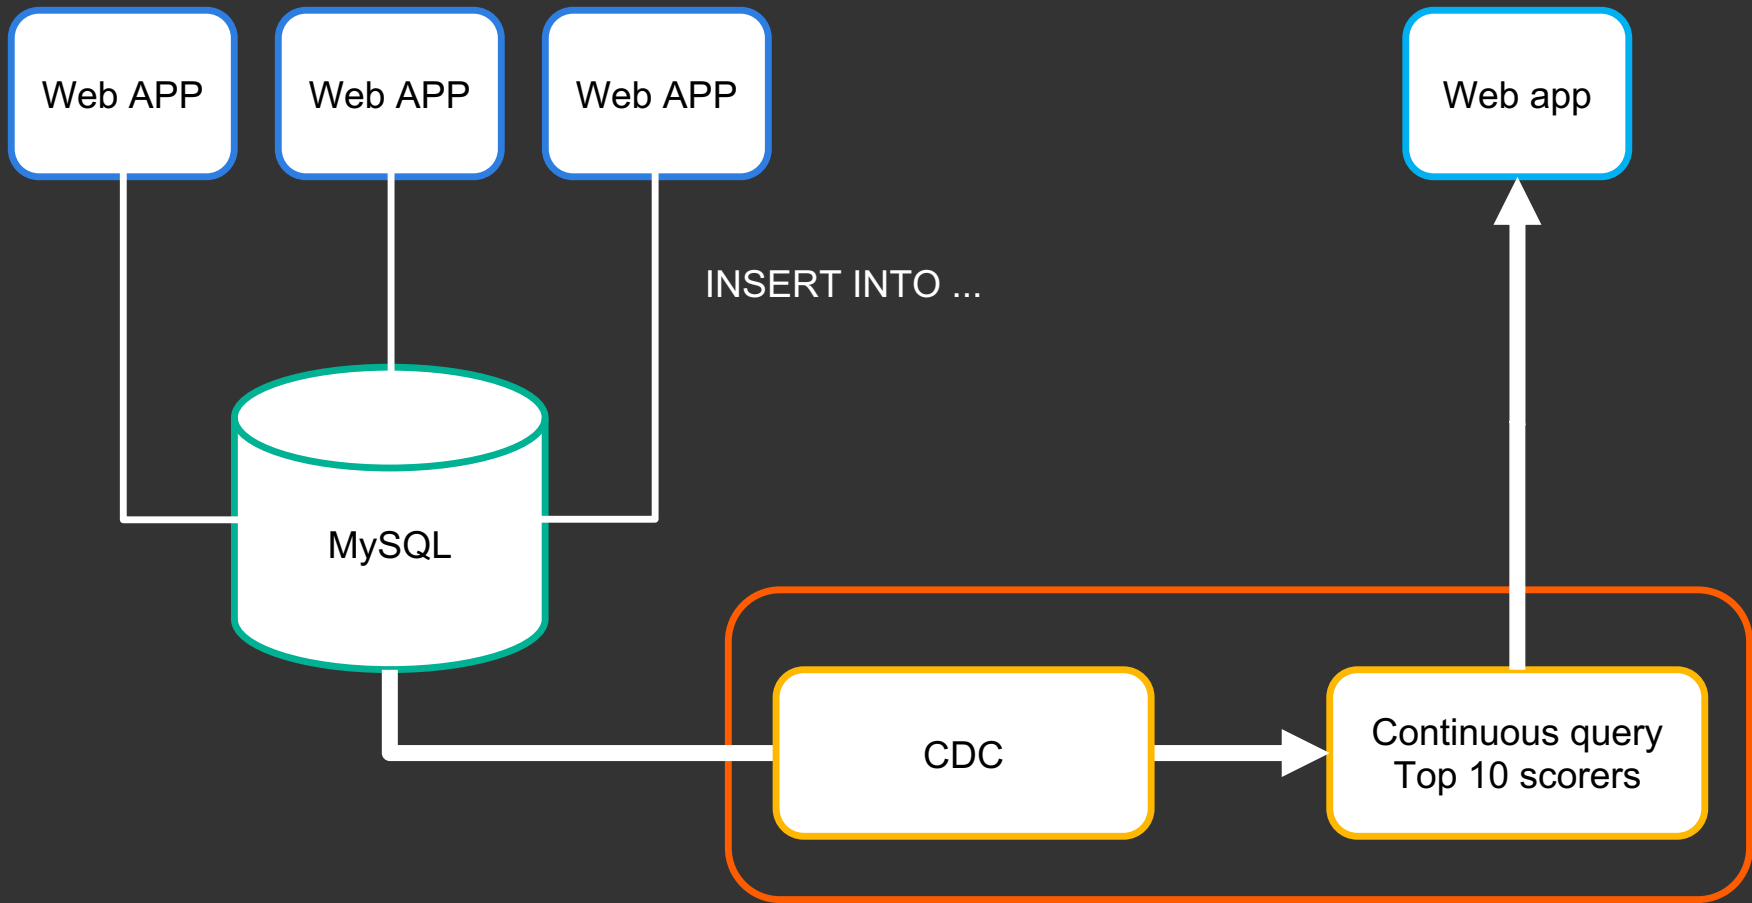 Web APP
Web APP
Web APP
Web app
INSERT INTO ...
MySQL
CDC
Continuous query
Top 10 scorers